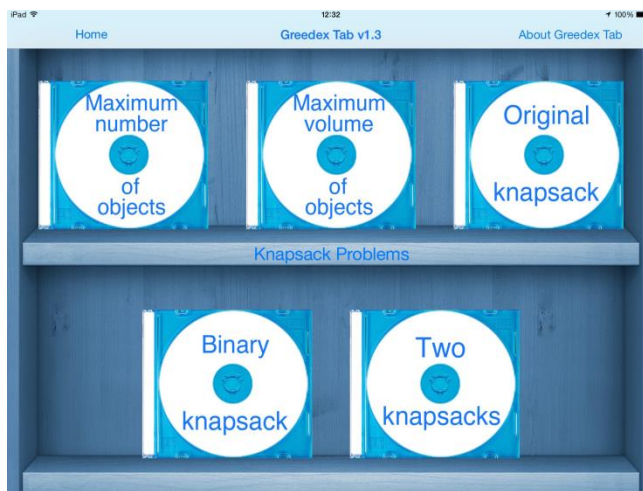 iPad 12:32 100%
Home Greedex Tab v1.3 About Greedex Tab
Maximum
number
of
objects
Maximum
volume
of
objects
Original
knapsack
Knapsack Problems
Binary
knapsack
Two
knapsacks